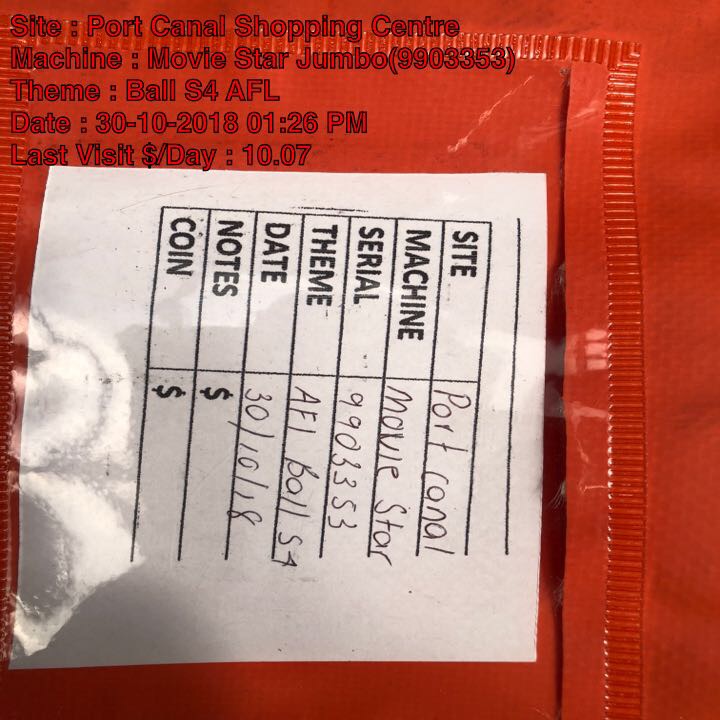 Site : Port Canal Shopping Centre
Machine : Movie Star Jumbo(9903353)
Theme : Ball S4 AFL
Date : 30-10-2018 01:26 PM
Last Visit $/Day : 10.07
SITE Port canal
MACHINE Movie Star
SERIAL 9903353
THEME AFl ball S4
DATE 30/10/18
NOTES $
COIN $